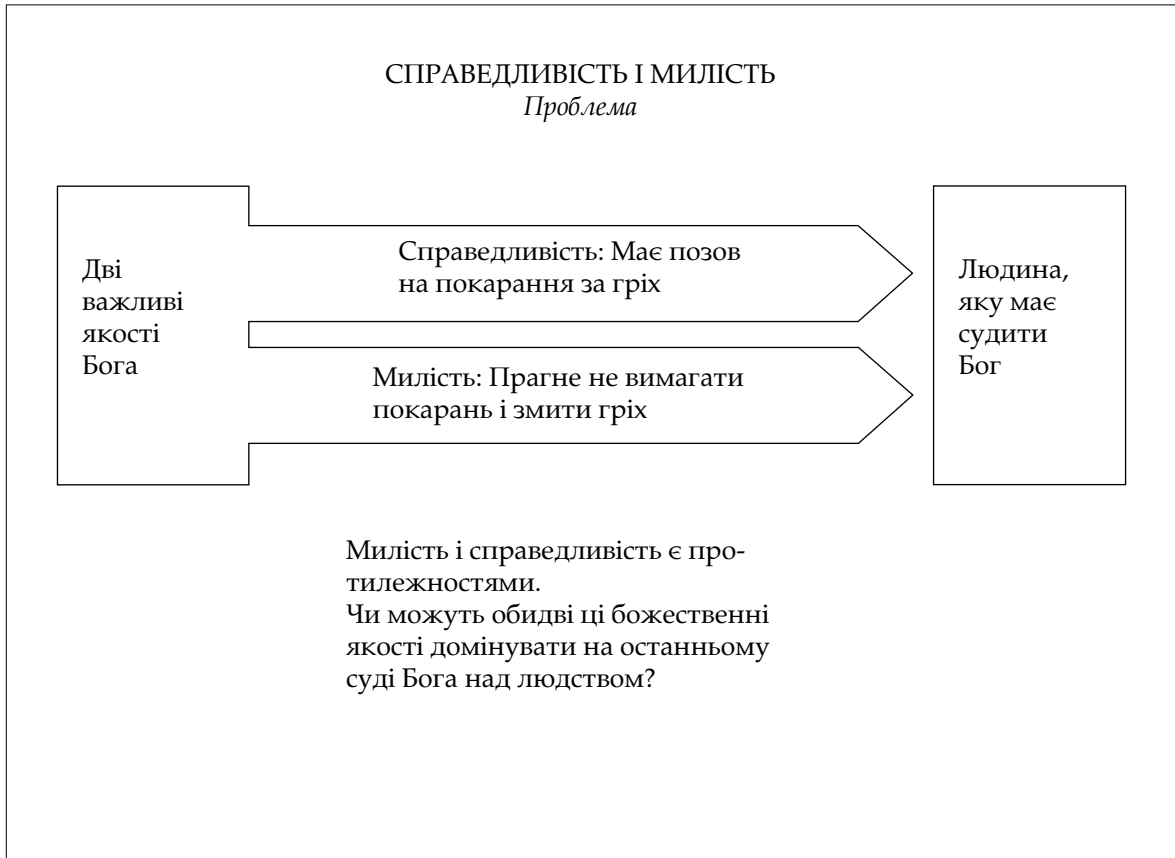 СПРАВЕДЛИВІСТЬ І МИЛІСТЬ
Проблема
Дві
важливі
якості
Бога
Справедливість: Має позов
на покарання за гріх
Милість: Прагне не вимагати
покарань і змити гріх
Людина,
яку має
судити
Бог
Милість і справедливість є про-
тилежностями.
Чи можуть обидві ці божественні
якості домінувати на останньому
суді Бога над людством?